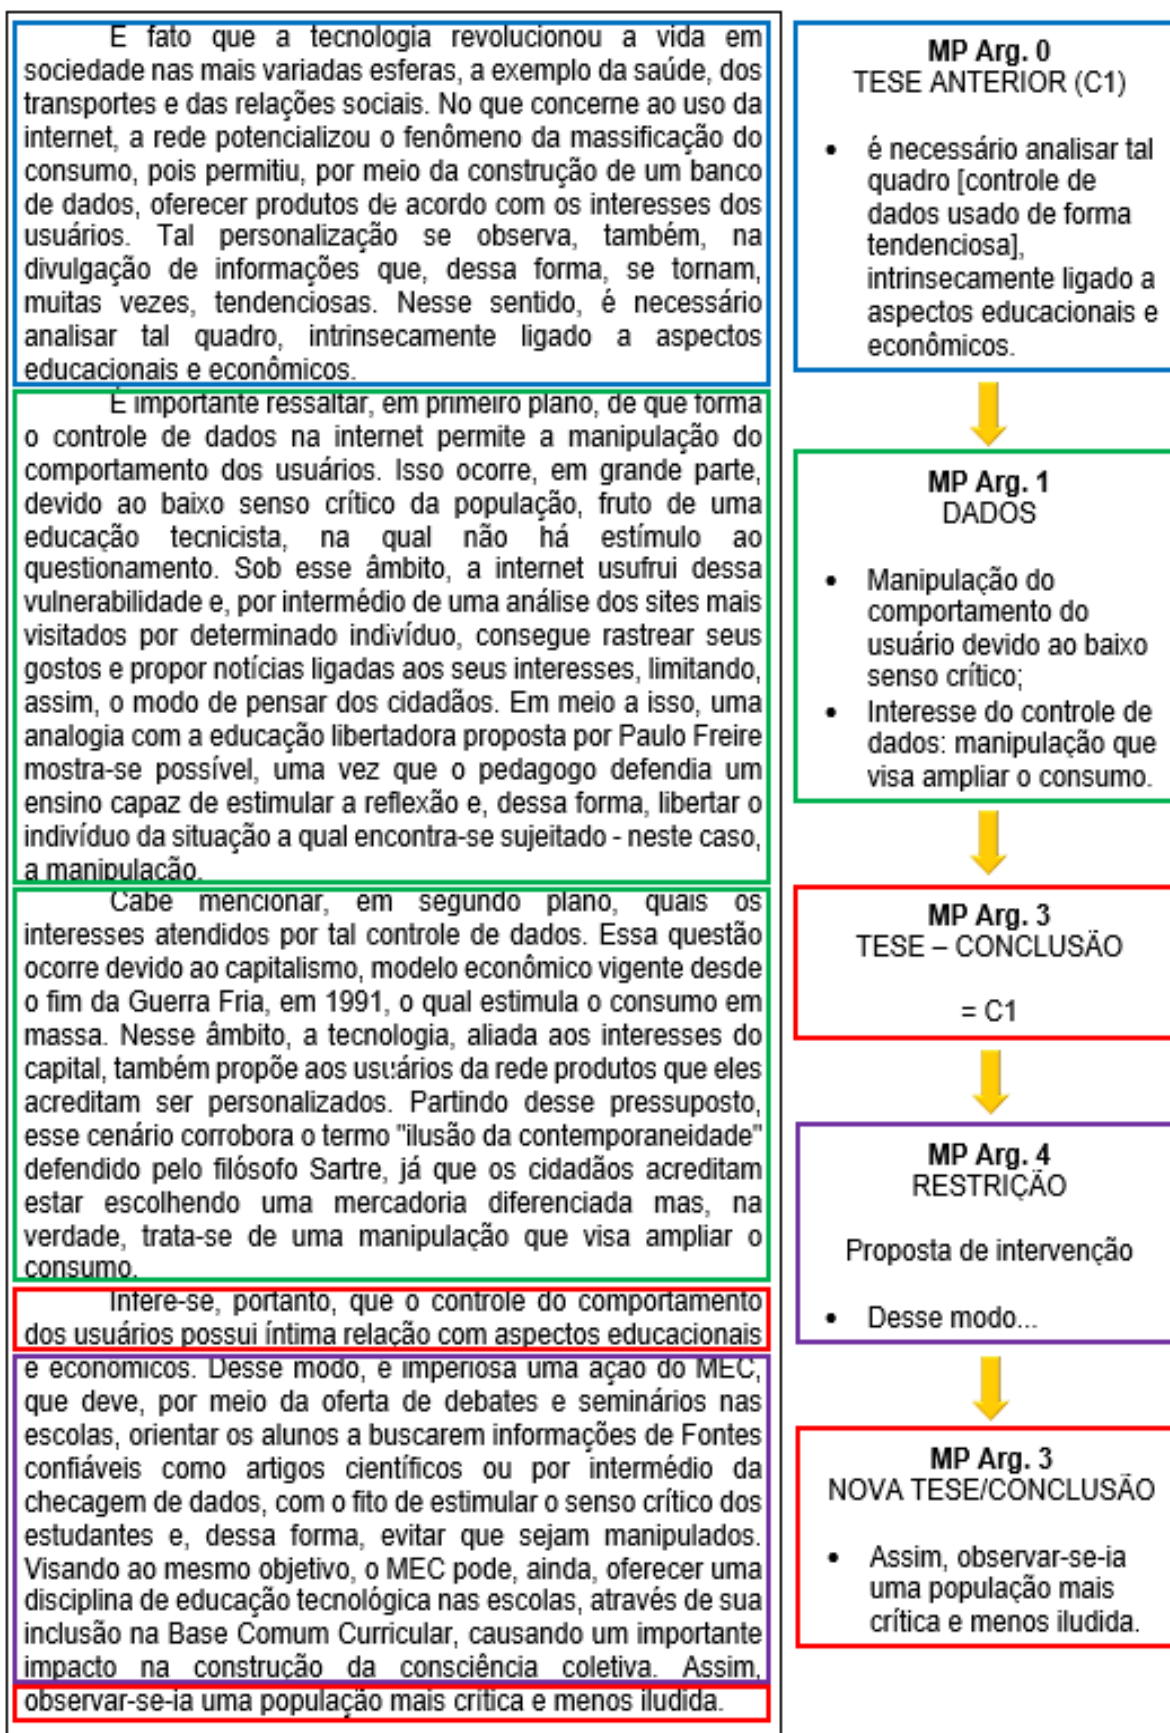 É fato que a tecnologia revolucionou a vida em
sociedade nas mais variadas esferas, a exemplo da saúde, dos
transportes e das relações sociais. No que concerne ao uso da
internet, a rede potencializou o fenômeno da massificação do
consumo, pois permitiu, por meio da construção de um banco
de dados, oferecer produtos de acordo com os interesses dos
usuários. Tal personalização se observa, também, na
divulgação de informações que, dessa forma, se tornam,
muitas vezes, tendenciosas. Nesse sentido, é necessário
analisar tal quadro, intrinsecamente ligado a aspectos
educacionais e econômicos.
É importante ressaltar, em primeiro plano, de que forma
o controle de dados na internet permite a manipulação do
comportamento dos usuários. Isso ocorre, em grande parte,
devido ao baixo senso crítico da população, fruto de uma
educação tecnicista, na qual não há estímulo ao
questionamento. Sob esse âmbito, a internet usufrui dessa
vulnerabilidade e, por intermédio de uma análise dos sites mais
visitados por determinado indivíduo, consegue rastrear seus
gostos e propor notícias ligadas aos seus interesses, limitando,
assim, o modo de pensar dos cidadãos. Em meio a isso, uma
analogia com a educação libertadora proposta por Paulo Freire
mostra-se possível, uma vez que o pedagogo defendia um
ensino capaz de estimular a reflexão e, dessa forma, libertar o
indivíduo da situação a qual encontra-se sujeitado - neste caso,
a manipulação.
Cabe mencionar, em segundo plano, quais os
interesses atendidos por tal controle de dados. Essa questão
ocorre devido ao capitalismo, modelo econômico vigente desde
o fim da Guerra Fria, em 1991, o qual estimula o consumo em
massa. Nesse âmbito, a tecnologia, aliada aos interesses do
capital, também propõe aos usuários da rede produtos que eles
acreditam ser personalizados. Partindo desse pressuposto,
esse cenário corrobora o termo "ilusão da contemporaneidade"
defendido pelo filósofo Sartre, já que os cidadãos acreditam
estar escolhendo uma mercadoria diferenciada mas, na
verdade, trata-se de uma manipulação que visa ampliar o
consumo.
Infere-se, portanto, que o controle do comportamento
dos usuários possui íntima relação com aspectos educacionais
e econômicos. Desse modo, é imperiosa uma ação do MEC,
que deve, por meio da oferta de debates e seminários nas
escolas, orientar os alunos a buscarem informações de Fontes
confiáveis como artigos científicos ou por intermédio da
checagem de dados, com o fito de estimular o senso crítico dos
estudantes e, dessa forma, evitar que sejam manipulados.
Visando ao mesmo objetivo, o MEC pode, ainda, oferecer uma
disciplina de educação tecnológica nas escolas, através de sua
inclusão na Base Comum Curricular, causando um importante
impacto na construção da consciência coletiva. Assim,
observar-se-ia uma população mais crítica e menos iludida.
MP Arg. 0
TESE ANTERIOR (C1)
• é necessário analisar tal
quadro [controle de
dados usado de forma
tendenciosa],
intrinsecamente ligado a
aspectos educacionais e
econômicos.
MP Arg. 1
DADOS
• Manipulação do
comportamento do
usuário devido ao baixo
senso crítico;
• Interesse do controle de
dados: manipulação que
visa ampliar o consumo.
MP Arg. 3
TESE – CONCLUSÃO
= C1
MP Arg. 4
RESTRIÇÃO
Proposta de intervenção
• Desse modo...
MP Arg. 3
NOVA TESE/CONCLUSÃO
• Assim, observar-se-ia
uma população mais
crítica e menos iludida.